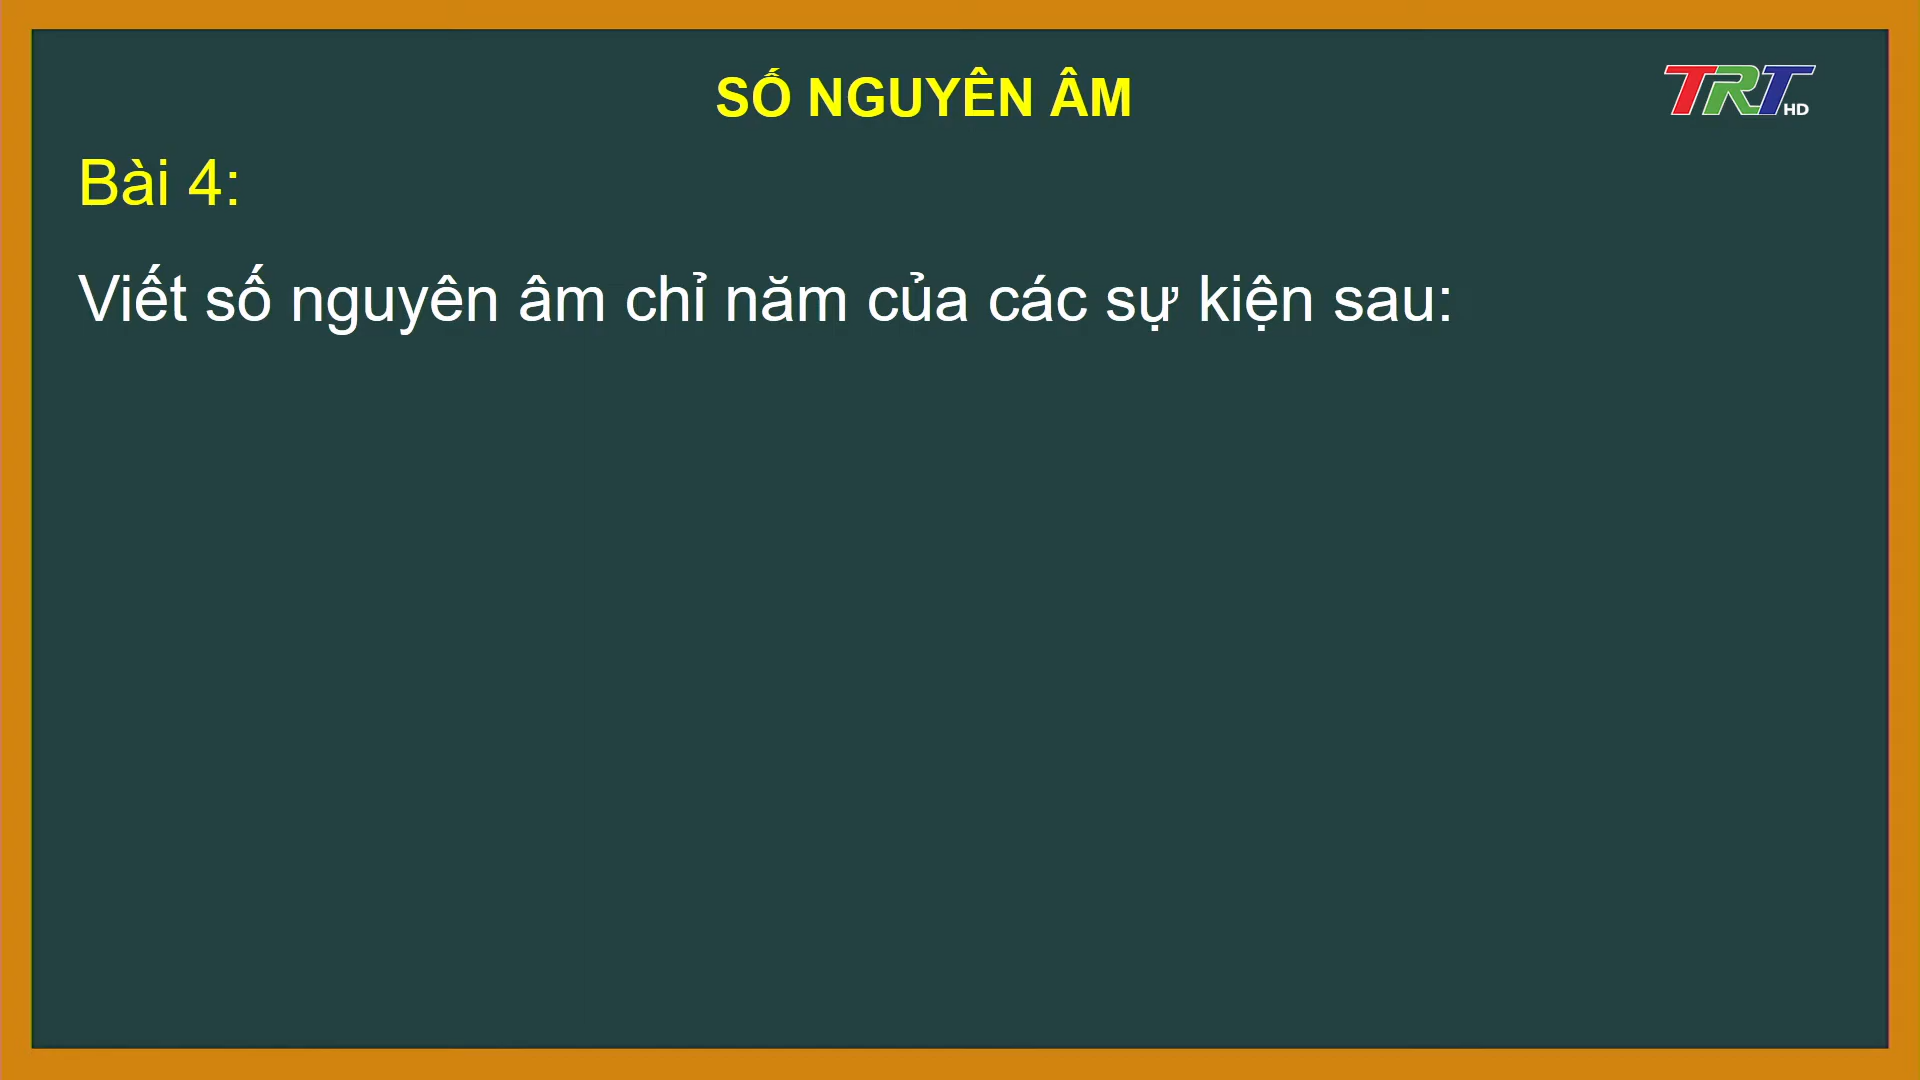 SỐ NGUYÊN ÂM
TRT HD
Bài 4:
Viết số nguyên âm chỉ năm của các sự kiện sau: